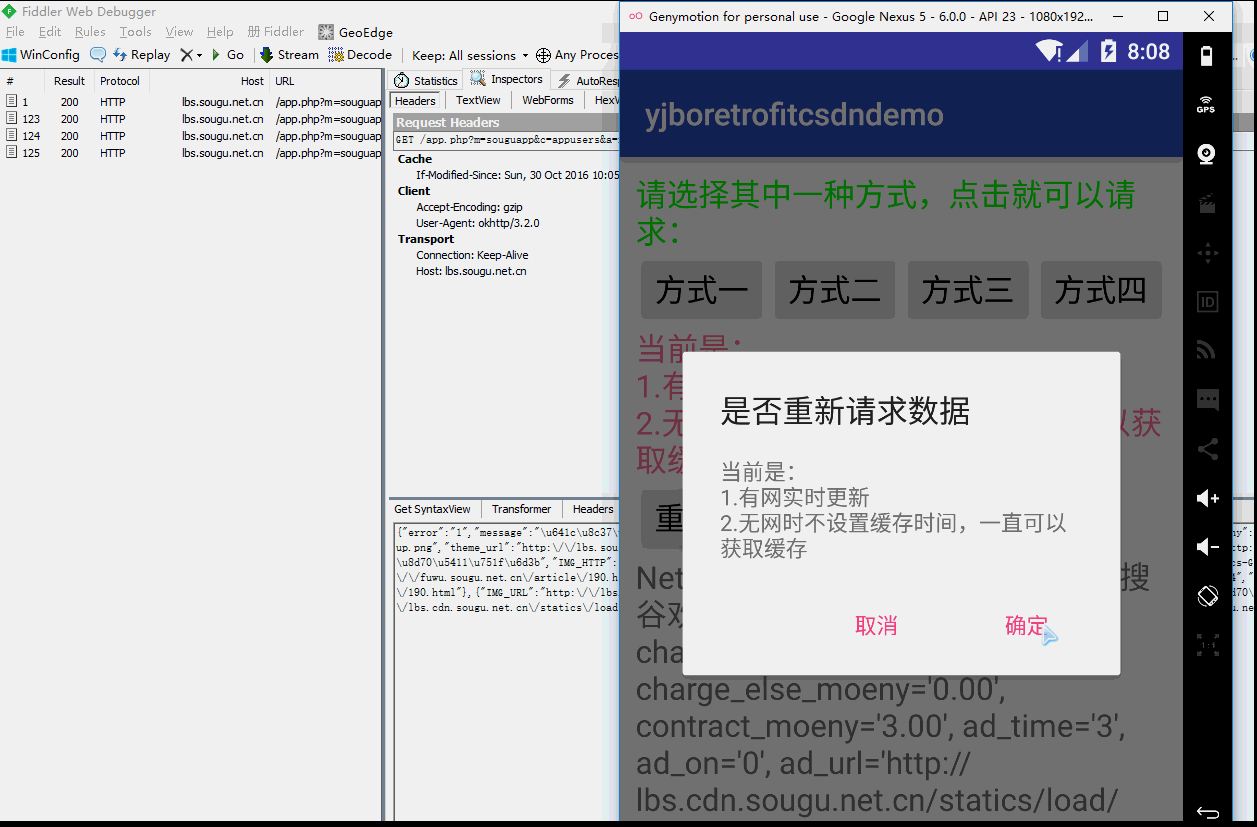 Fiddler Web Debugger
File Edit Rules Tools View Help Fiddler GeoEdge
WinConfig Replay Go Stream Decode Keep: All sessions Any Proces
# Result Protocol Host URL
1 200 HTTP lbs.sougu.net.cn /app.php?m=souguap
123 200 HTTP lbs.sougu.net.cn /app.php?m=souguap
124 200 HTTP lbs.sougu.net.cn /app.php?m=souguap
125 200 HTTP lbs.sougu.net.cn /app.php?m=souguap
Statistics Inspectors AutoResp
Headers TextView WebForms HexV
Request Headers
GET /app.php?m=souguapp&c=appusers&a=
Cache
If-Modified-Since: Sun, 30 Oct 2016 10:05
Client
Accept-Encoding: gzip
User-Agent: okhttp/3.2.0
Transport
Connection: Keep-Alive
Host: lbs.sougu.net.cn
Get SyntaxView Transformer Headers
{"error":"1","message":"\u641c\u8c37\
up.png","theme_url":"http:\/\/lbs.sou
\u8d70\u5411\u751f\u6d3b","IMG_HTTP":
\/\/fuwu.sougu.net.cn\/article\/190.h
\/190.html"},{"IMG_URL":"http:\/\/lbs
\/lbs.cdn.sougu.net.cn\/statics\/load
Genymotion for personal use - Google Nexus 5 - 6.0.0 - API 23 - 1080x192...
8:08
yjboretrofitcsdndemo
请选择其中一种方式，点击就可以请
求：
方式一 方式二 方式三 方式四
当前是：
1.有
2.无 以获
取缓
重
是否重新请求数据
当前是：
1.有网实时更新
2.无网时不设置缓存时间，一直可以
获取缓存
取消 确定
Net 搜
谷欢
cha
charge_else_moeny='0.00',
contract_moeny='3.00', ad_time='3',
ad_on='0', ad_url='http://
lbs.cdn.sougu.net.cn/statics/load/
GPS
ID
1:1